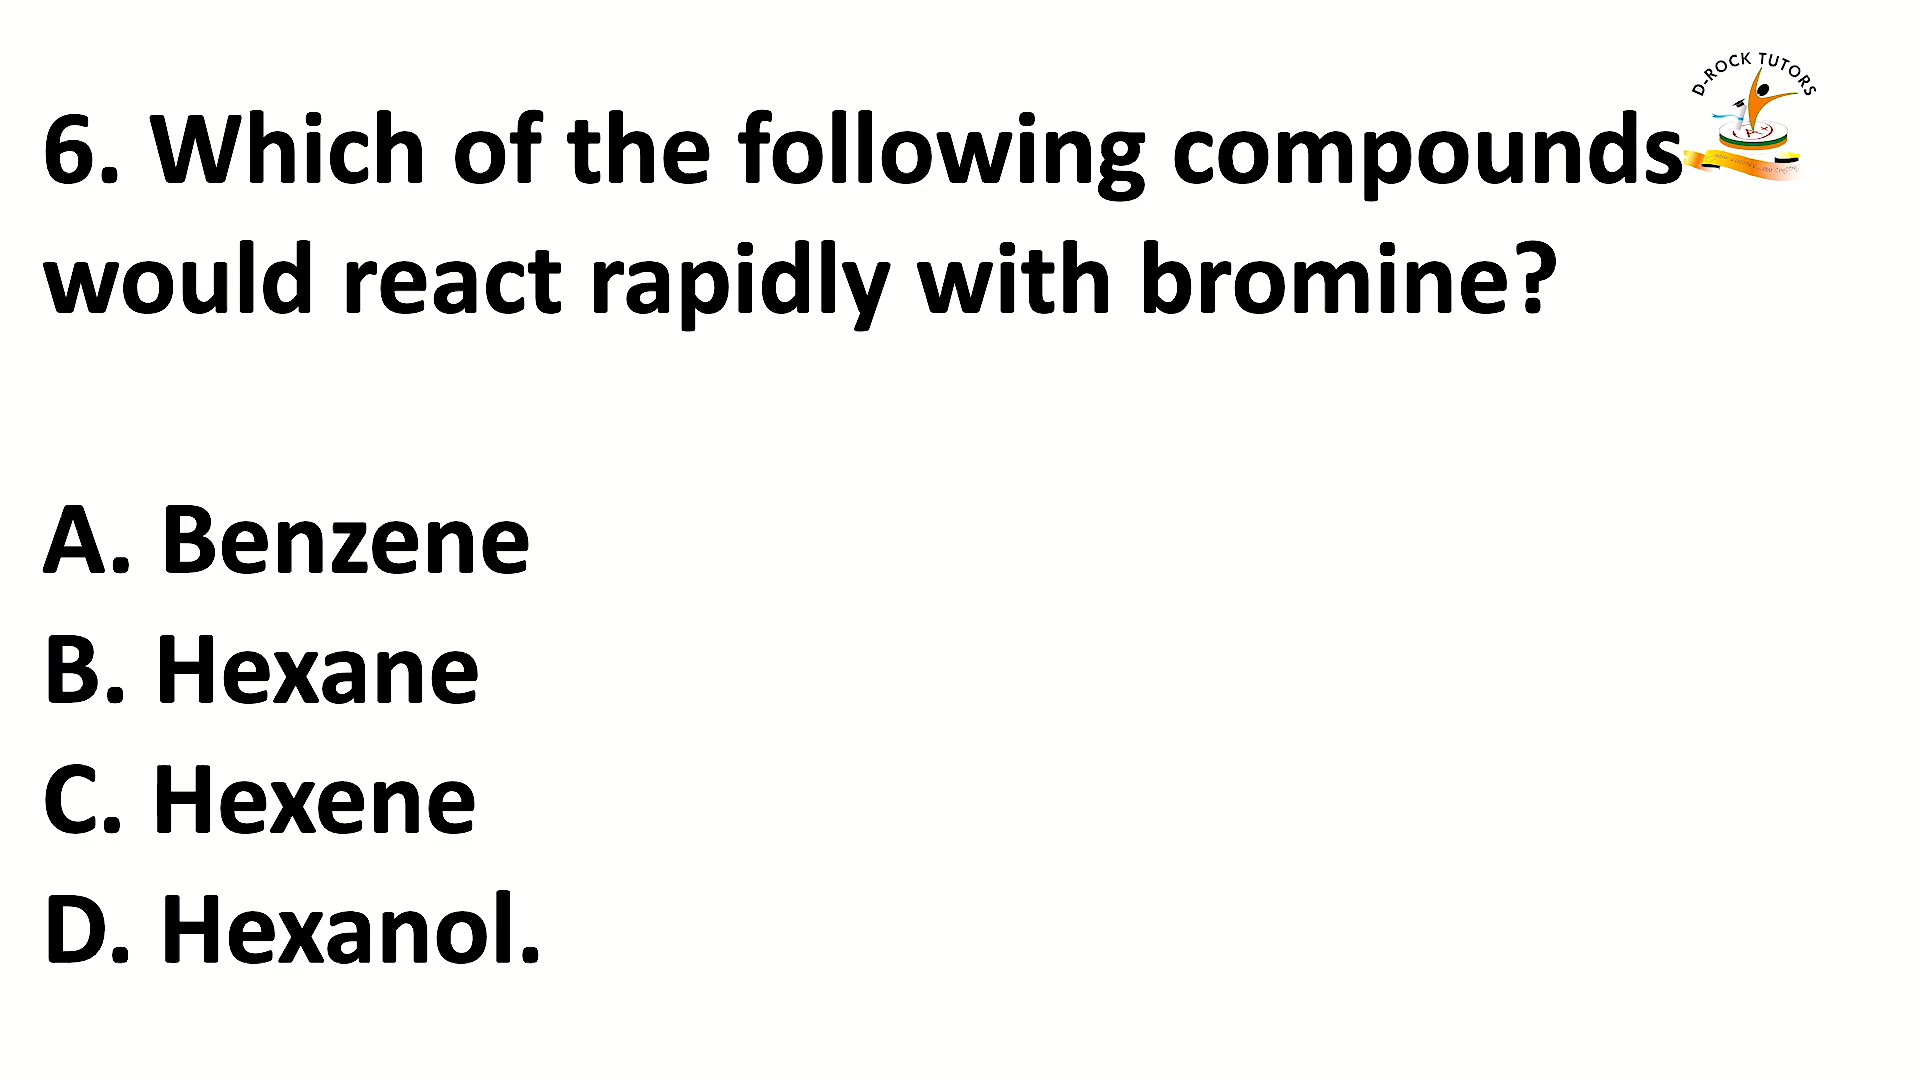 D-ROCK TUTORS
6. Which of the following compounds
would react rapidly with bromine?
A. Benzene
B. Hexane
C. Hexene
D. Hexanol.